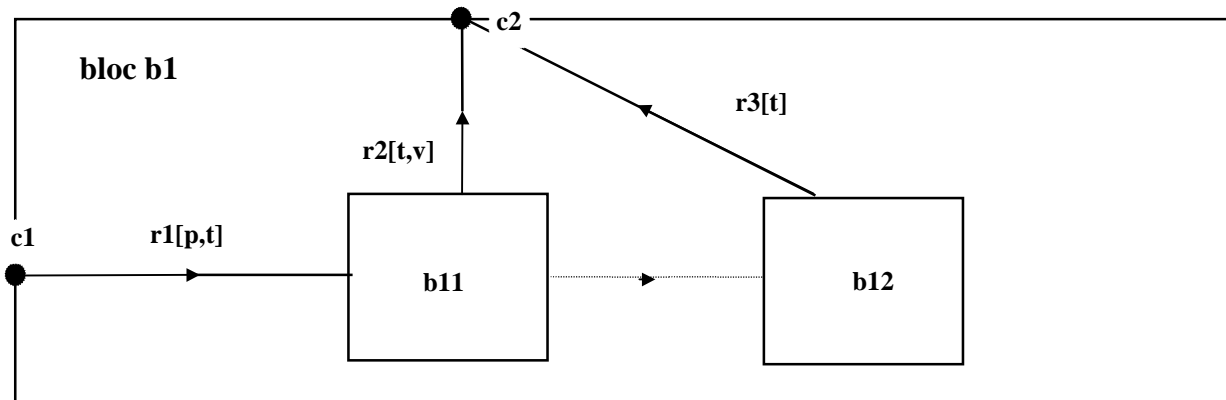 c2
bloc b1
r3[t]
r2[t,v]
c1
r1[p,t]
b11
b12